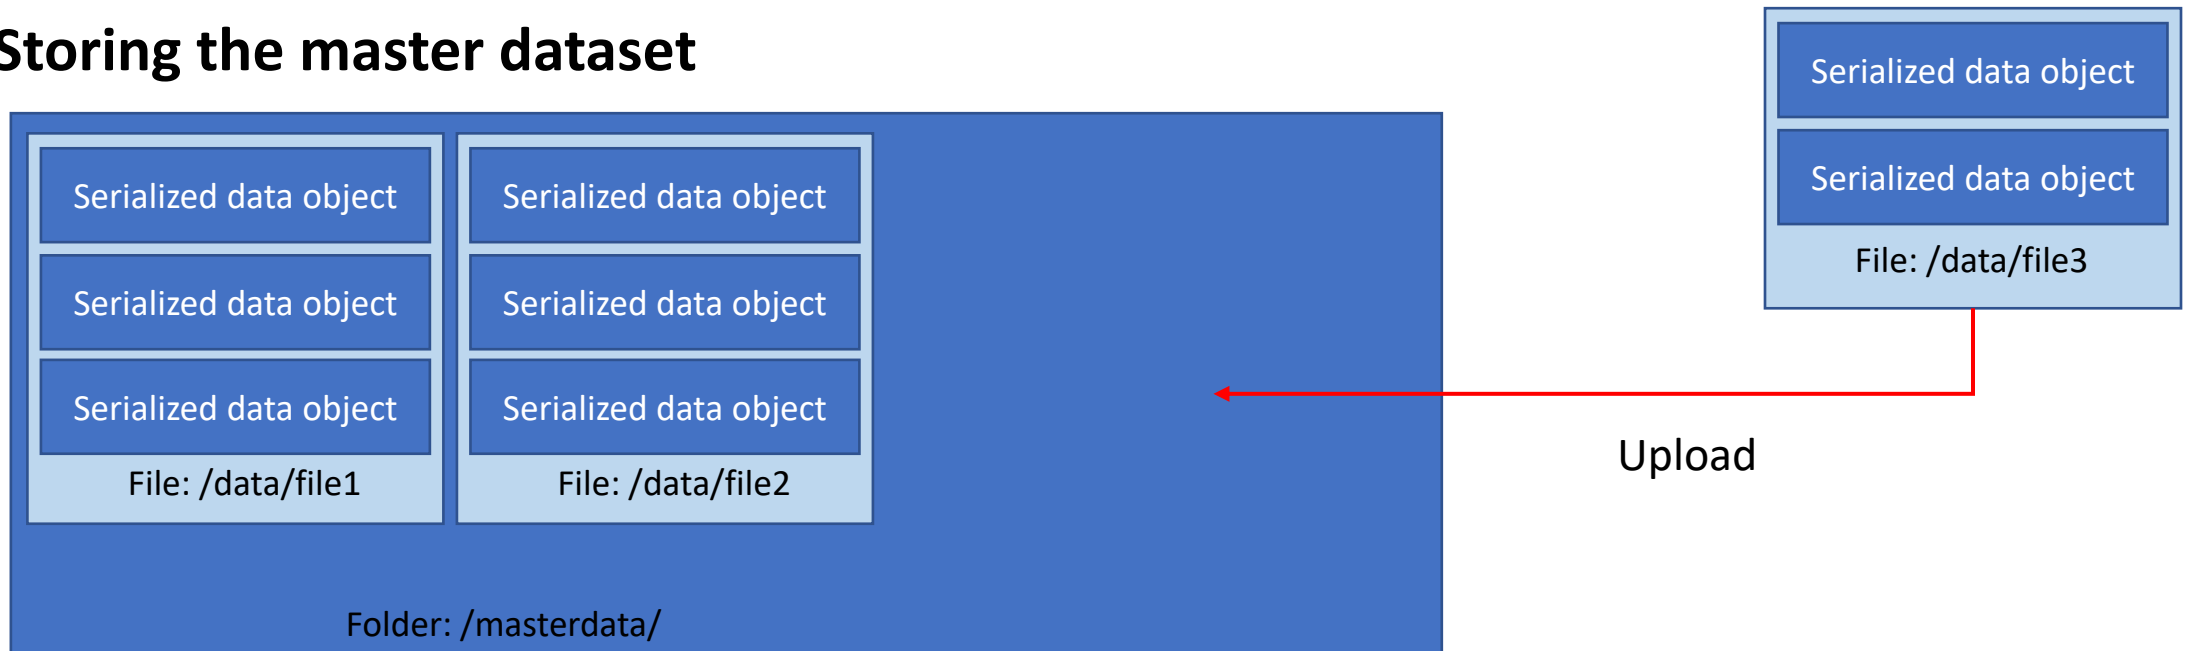 Storing the master dataset
Serialized data object
Serialized data object
Serialized data object
File: /data/file1
Serialized data object
Serialized data object
Serialized data object
File: /data/file2
Folder: /masterdata/
Serialized data object
Serialized data object
File: /data/file3
Upload